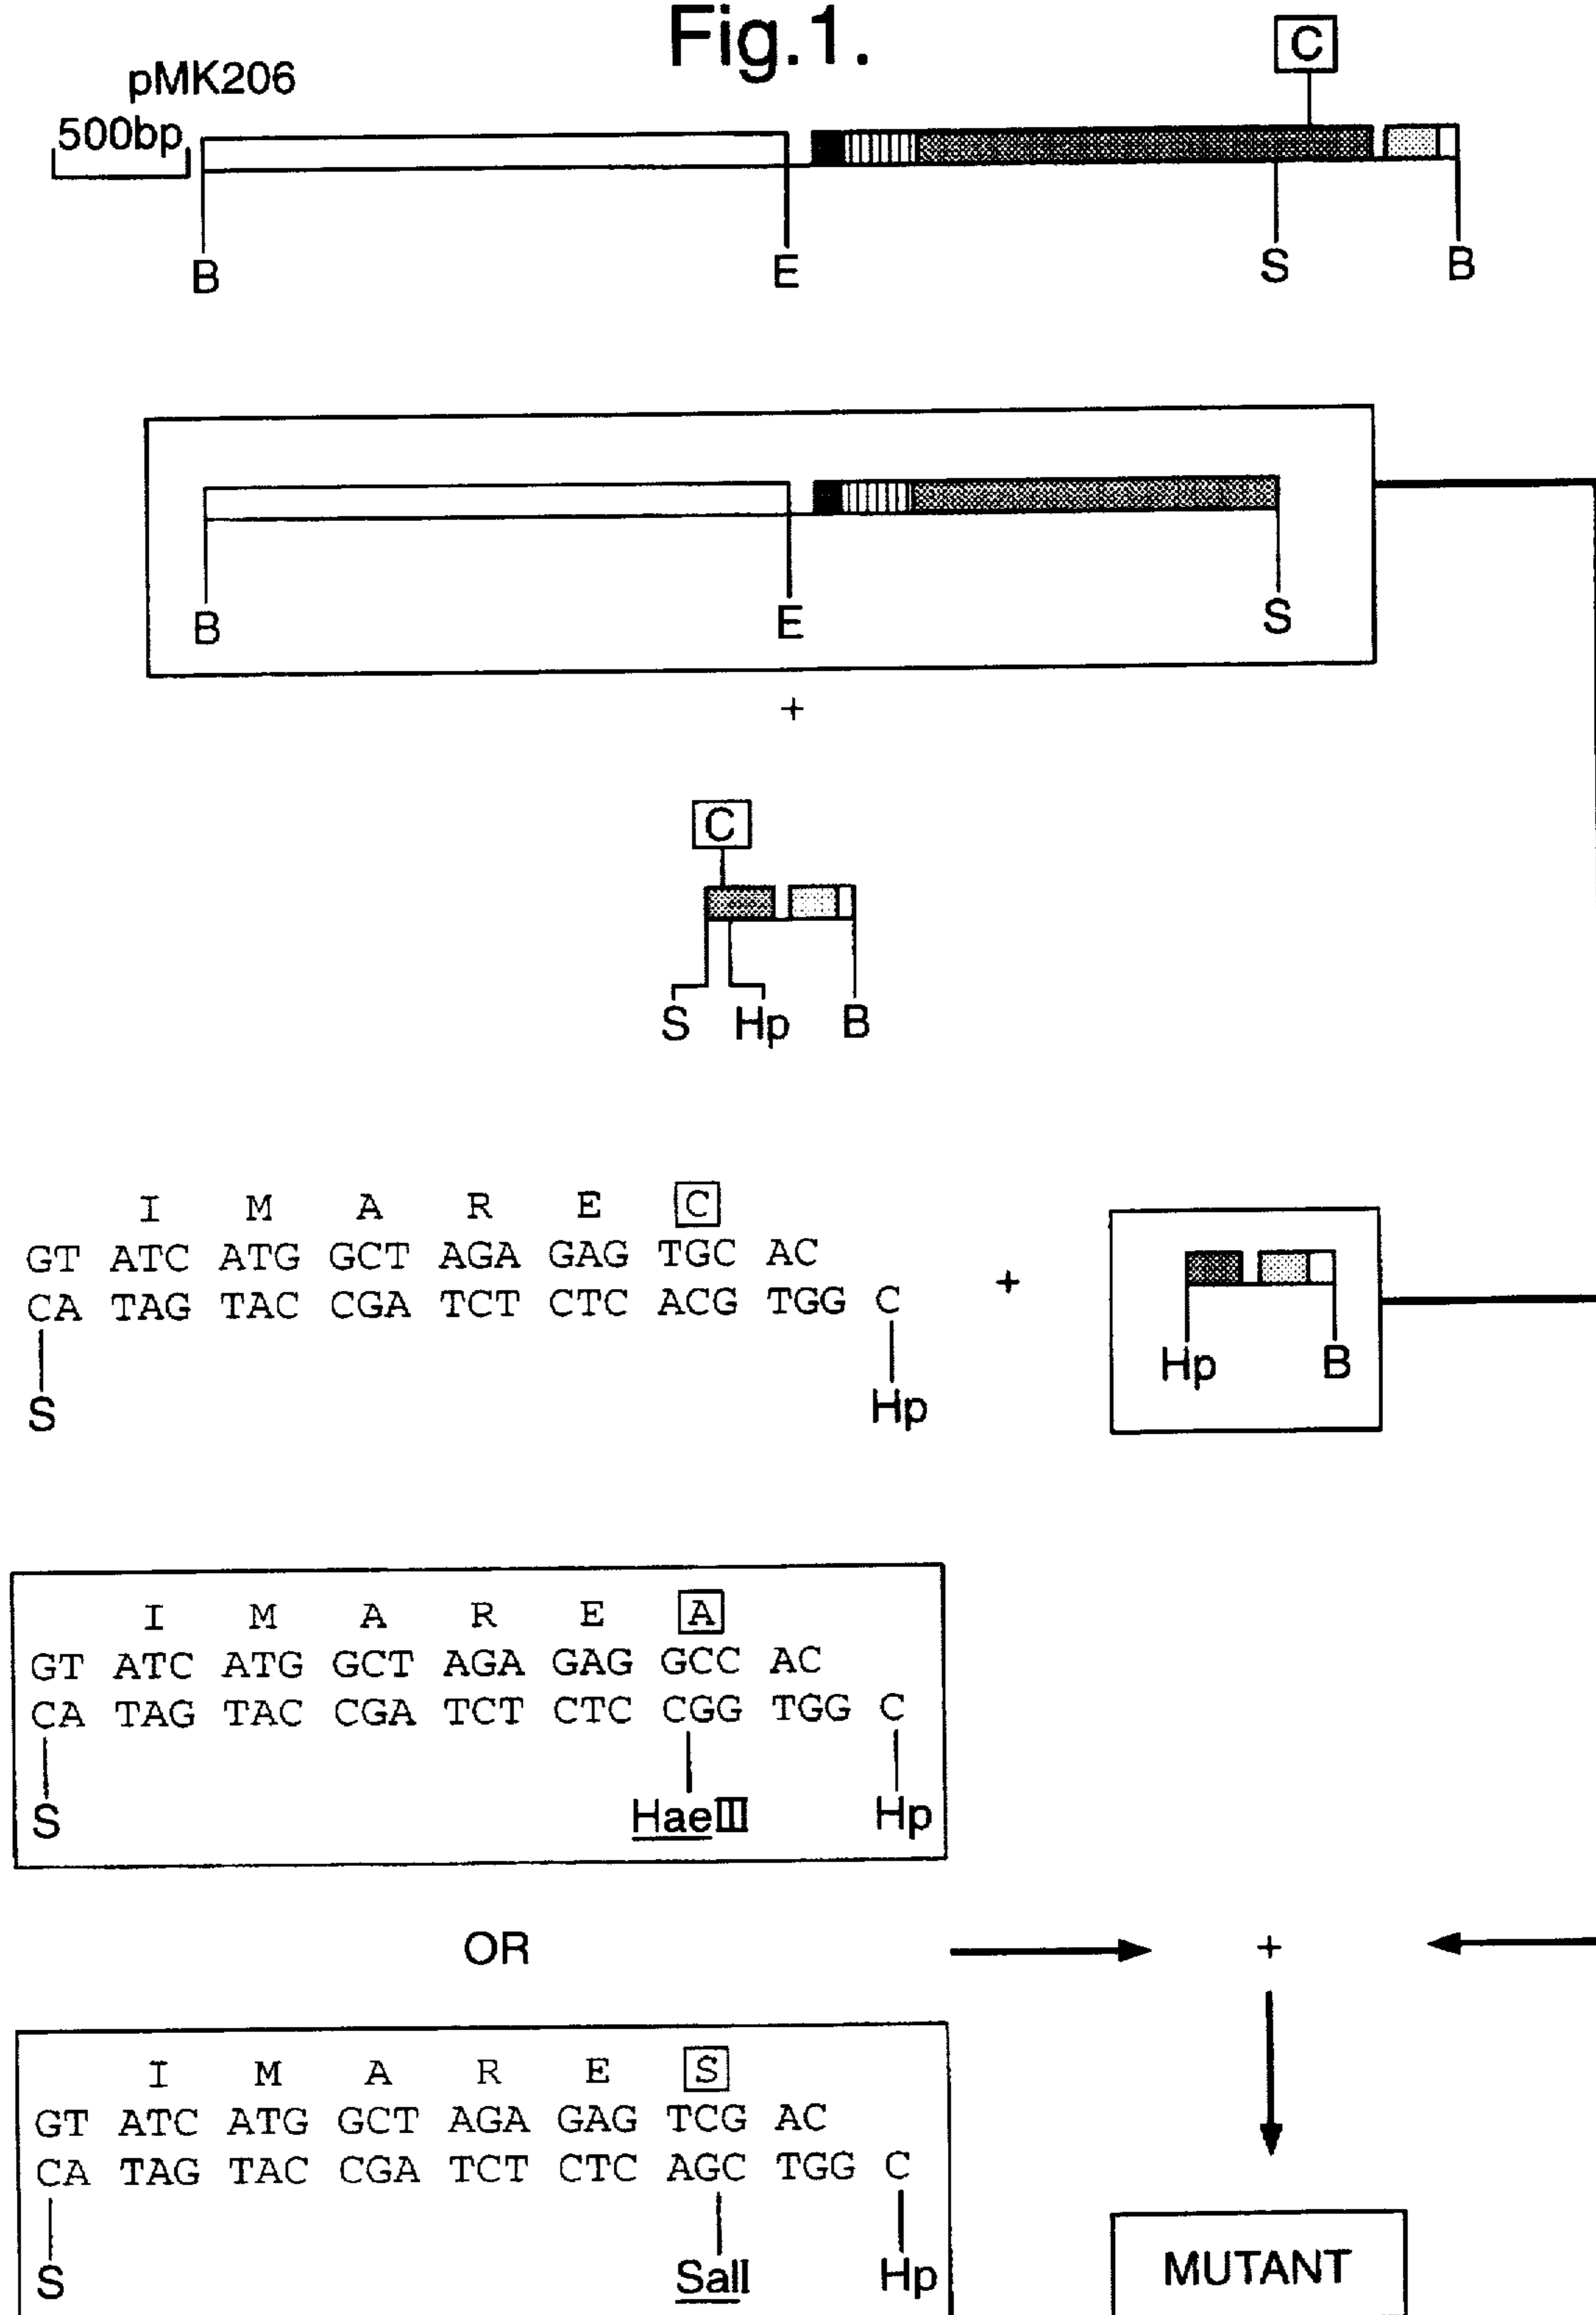 Fig.1.
pMK206
500bp
C
B E S B
B E S
+
C
S Hp B
I M A R E C
GT ATC ATG GCT AGA GAG TGC AC
CA TAG TAC CGA TCT CTC ACG TGG C
+
S Hp
Hp B
I M A R E A
GT ATC ATG GCT AGA GAG GCC AC
CA TAG TAC CGA TCT CTC CGG TGG C
S HaeIII Hp
OR
+
I M A R E S
GT ATC ATG GCT AGA GAG TCG AC
CA TAG TAC CGA TCT CTC AGC TGG C
S SalI Hp
MUTANT